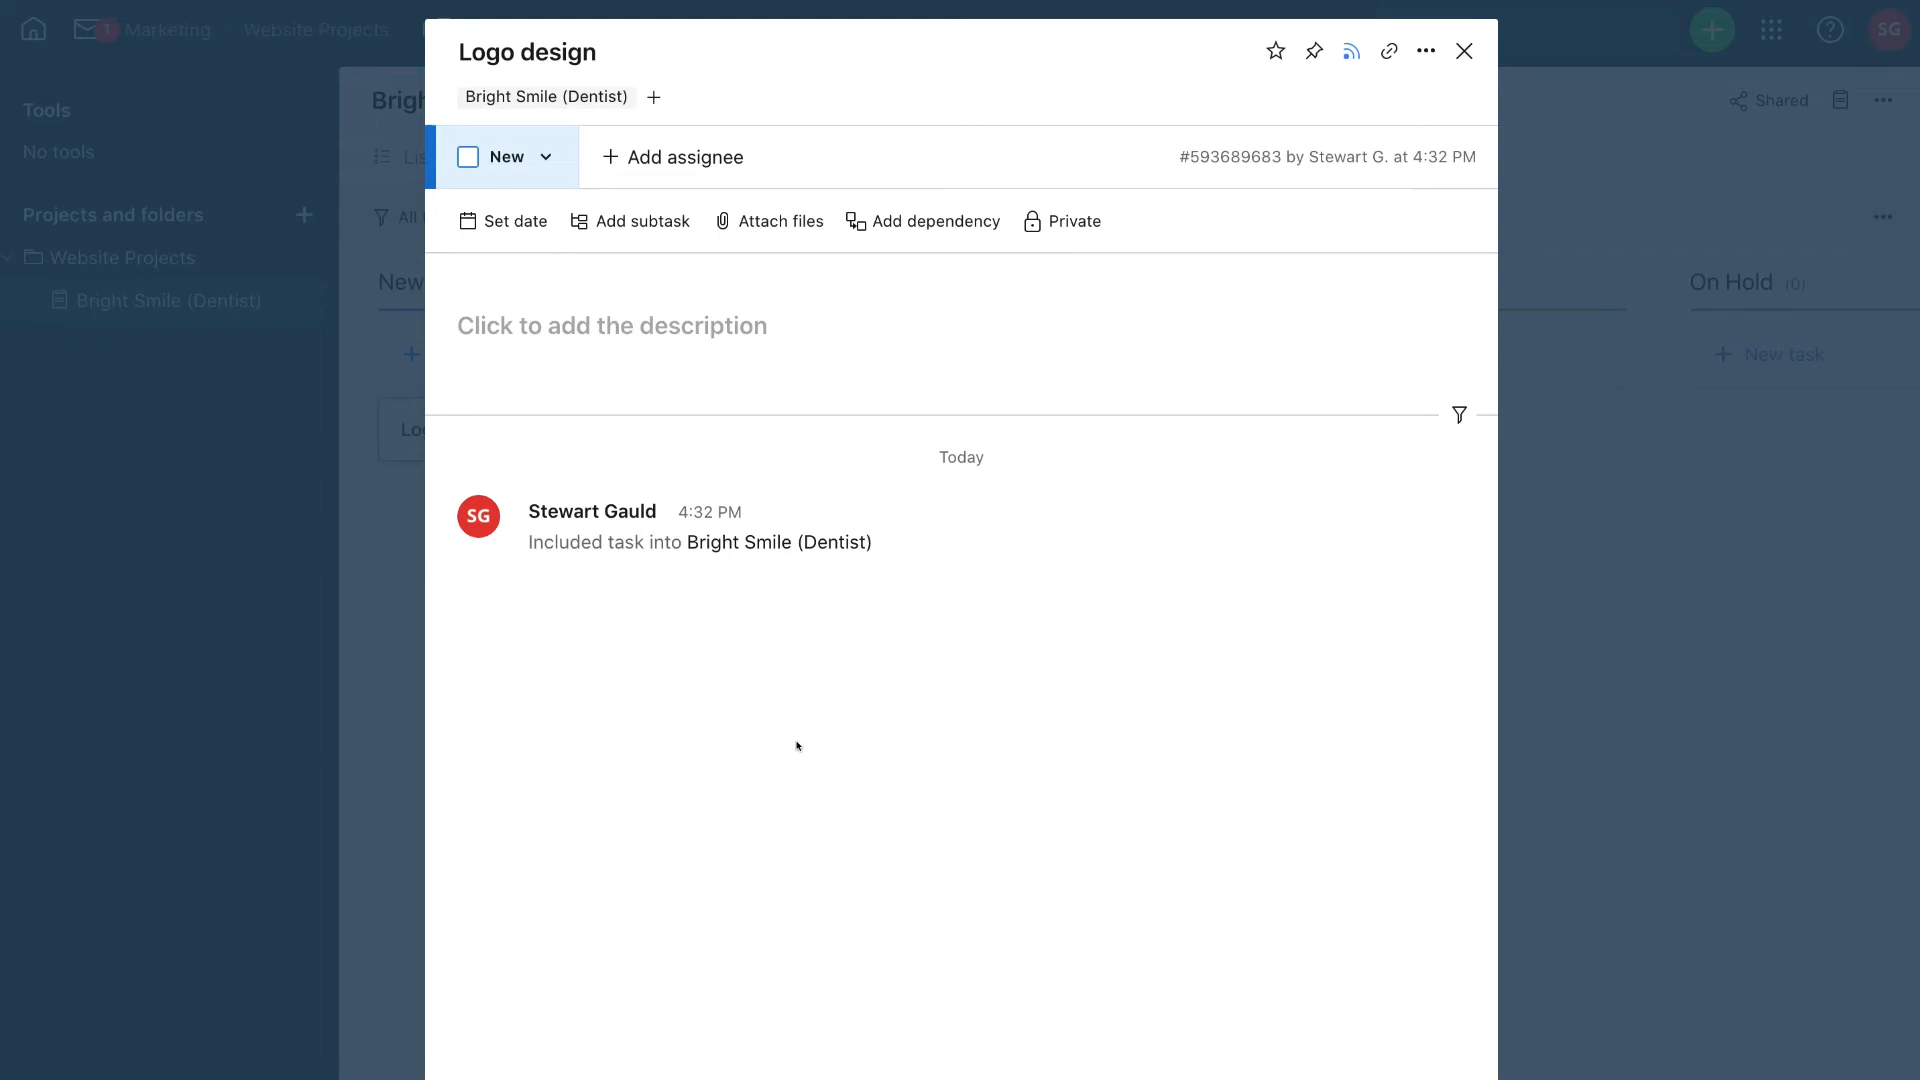 1 Marketing Website Projects
SG
Logo design
Bright Smile (Dentist)
Tools
No tools
Shared
New
Add assignee
#593689683 by Stewart G. at 4:32 PM
Projects and folders
Set date
Add subtask
Attach files
Add dependency
Private
All
Website Projects
Bright Smile (Dentist)
New
On Hold (0)
Click to add the description
New task
Today
SG
Stewart Gauld 4:32 PM
Included task into Bright Smile (Dentist)